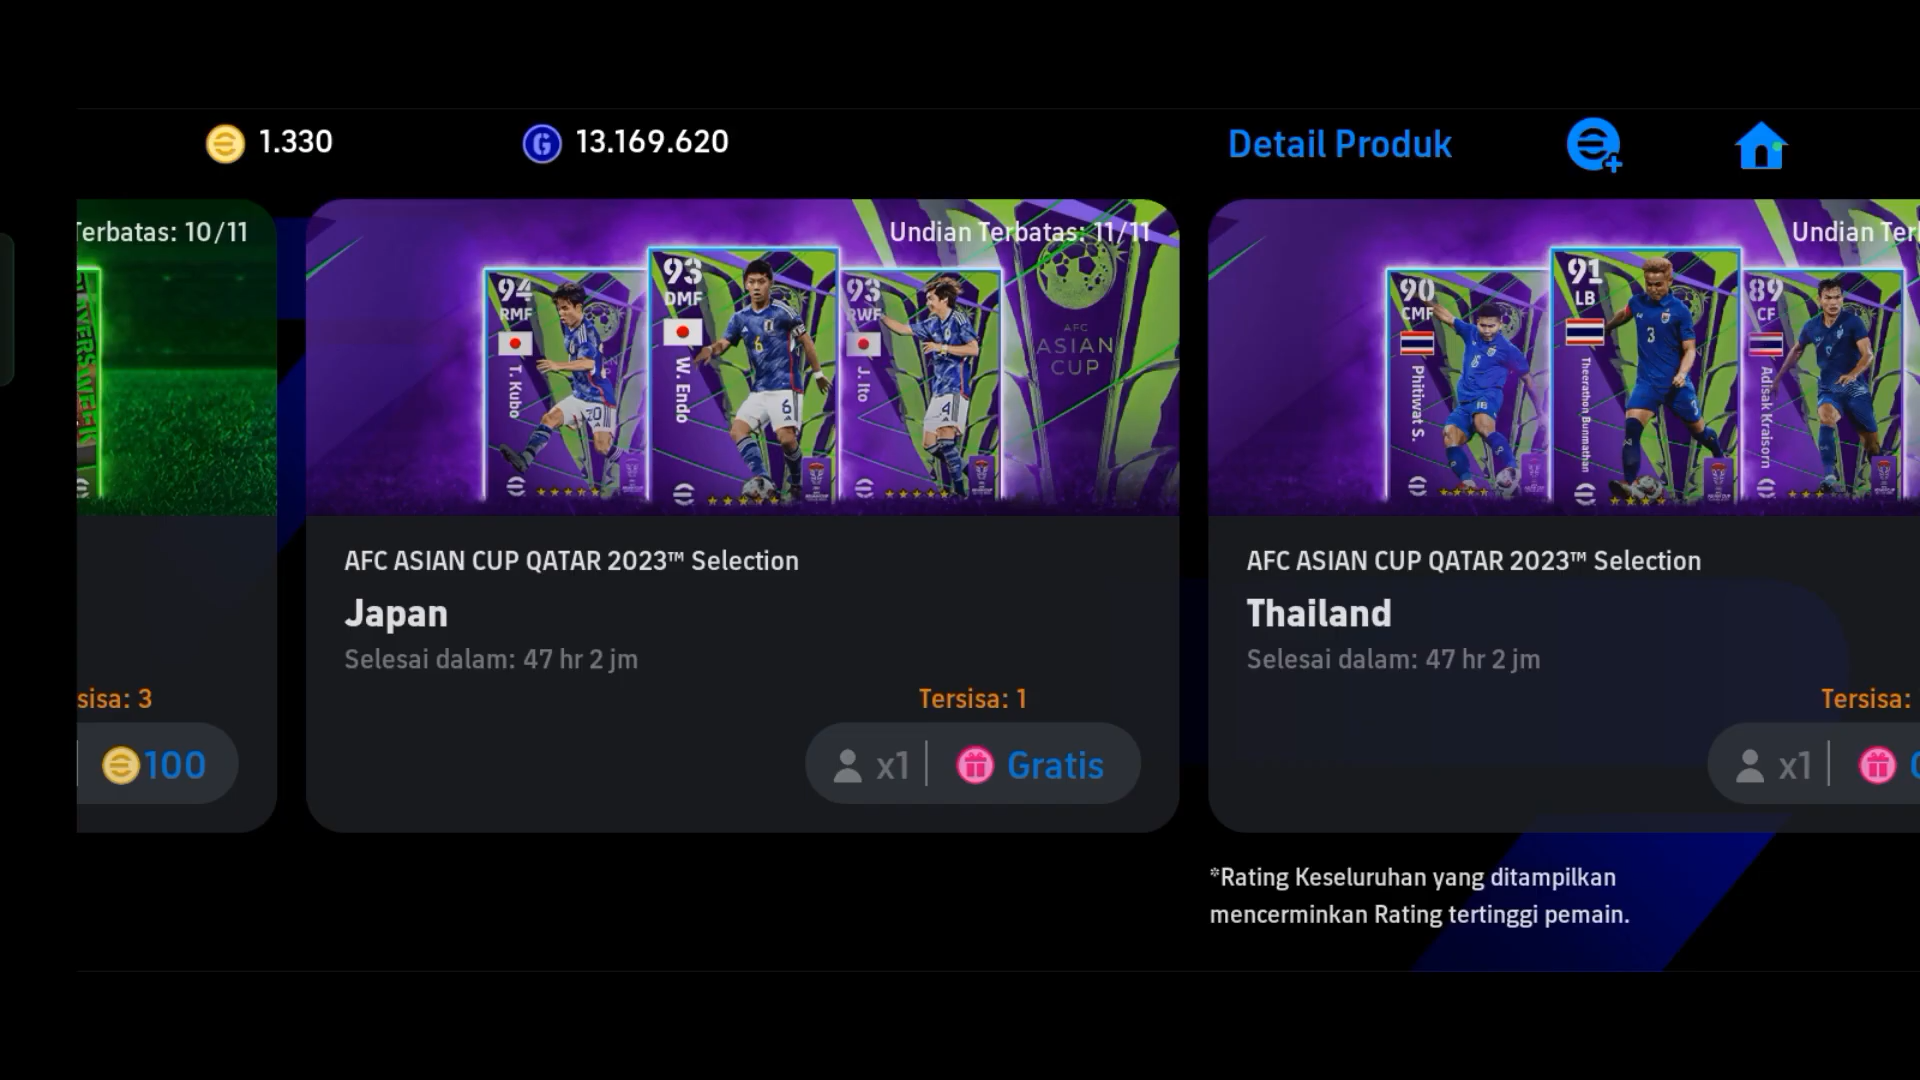 1.330
13.169.620
Detail Produk
Terbatas: 10/11
sisa: 3
100
Undian Terbatas: 11/11
94
RMF
T. Kubo
93
DMF
W. Endo
93
RWF
J. Ito
AFC
ASIAN
CUP
AFC ASIAN CUP QATAR 2023™ Selection
Japan
Selesai dalam: 47 hr 2 jm
Tersisa: 1
x1
Gratis
Undian Ter
90
CMF
Phitiwat S.
91
LB
Theerathon Bunmathan
89
CF
Adisak Kraisorn
AFC ASIAN CUP QATAR 2023™ Selection
Thailand
Selesai dalam: 47 hr 2 jm
Tersisa:
x1
*Rating Keseluruhan yang ditampilkan
mencerminkan Rating tertinggi pemain.